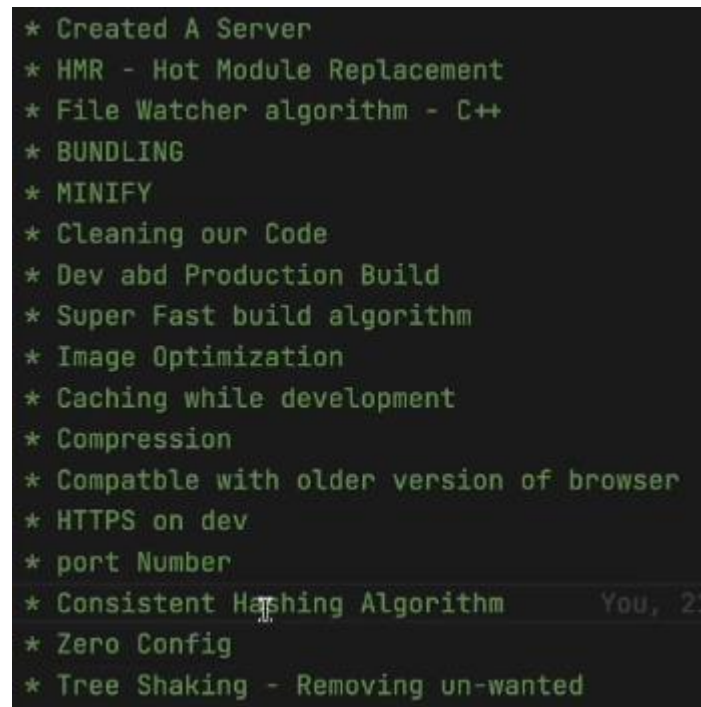 * Created A Server
* HMR - Hot Module Replacement
* File Watcher algorithm - C++
* BUNDLING
* MINIFY
* Cleaning our Code
* Dev abd Production Build
* Super Fast build algorithm
* Image Optimization
* Caching while development
* Compression
* Compatble with older version of browser
* HTTPS on dev
* port Number
* Consistent Hashing Algorithm You,
* Zero Config
* Tree Shaking - Removing un-wanted